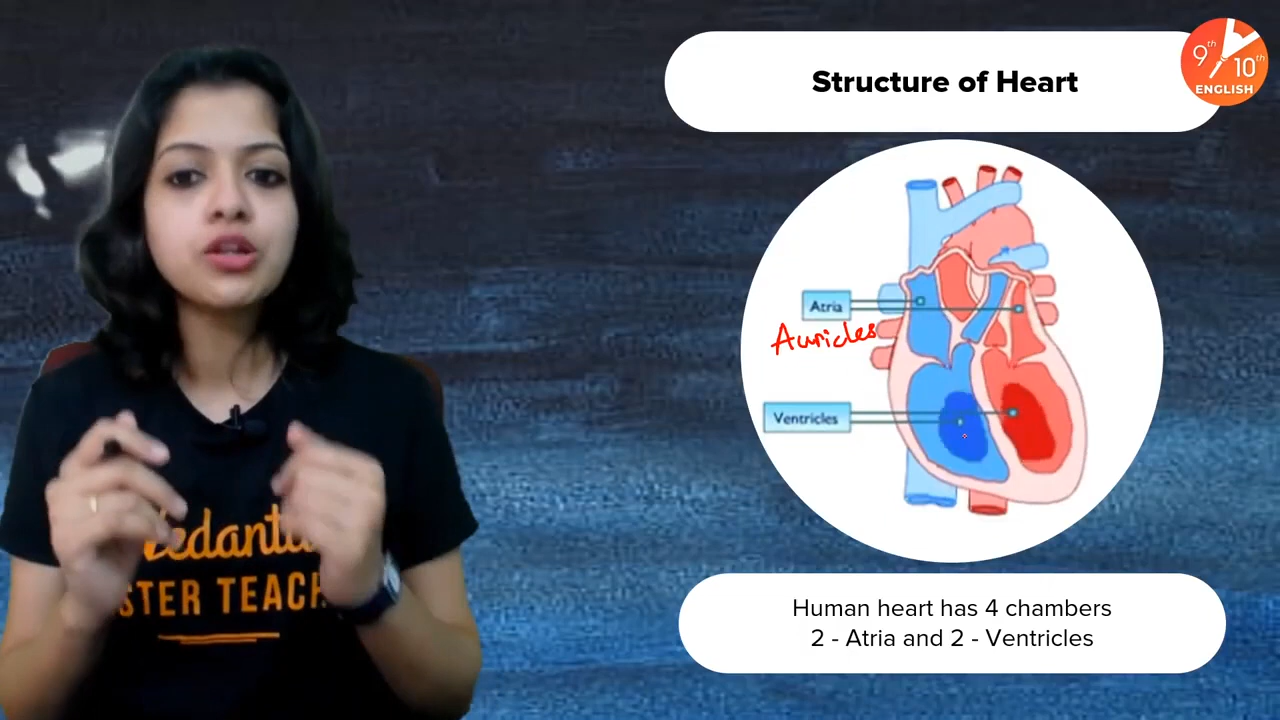 Structure of Heart
9th 10th
ENGLISH
Atria
Auricles
Ventricles
Vedantu
STER TEACH
Human heart has 4 chambers
2 - Atria and 2 - Ventricles